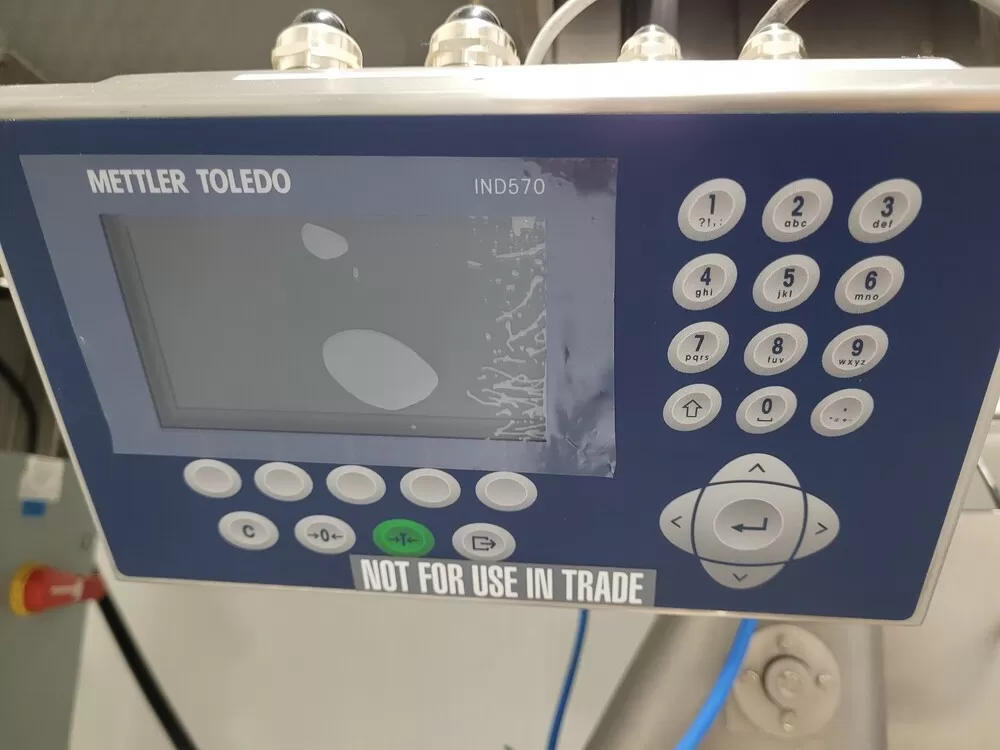 METTLER TOLEDO
IND570
1 2 3
?!,: abc def
4 5 6
ghi jkl mno
7 8 9
pqrs tuv wxyz
0
C →0← →T←
NOT FOR USE IN TRADE